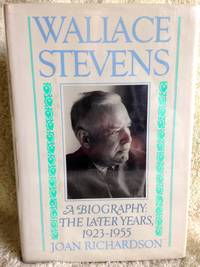 WALLACE
STEVENS
A BIOGRAPHY:
THE LATER YEARS,
1923-1955
JOAN RICHARDSON